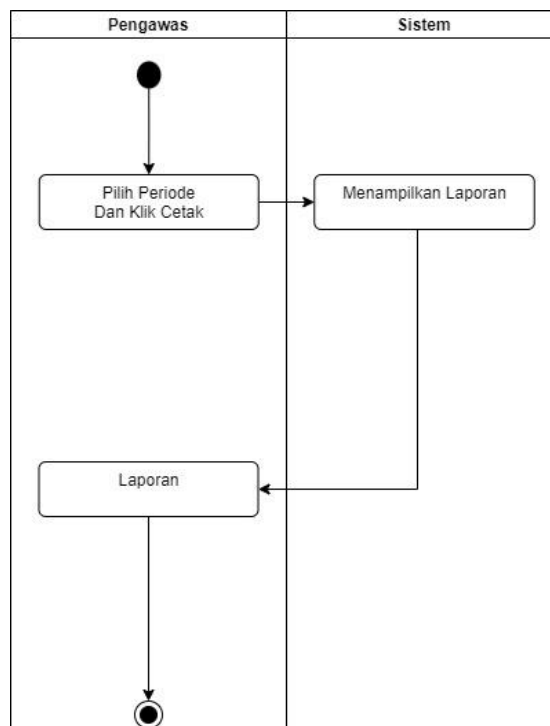 Pengawas
Sistem
Pilih Periode
Dan Klik Cetak
Menampilkan Laporan
Laporan